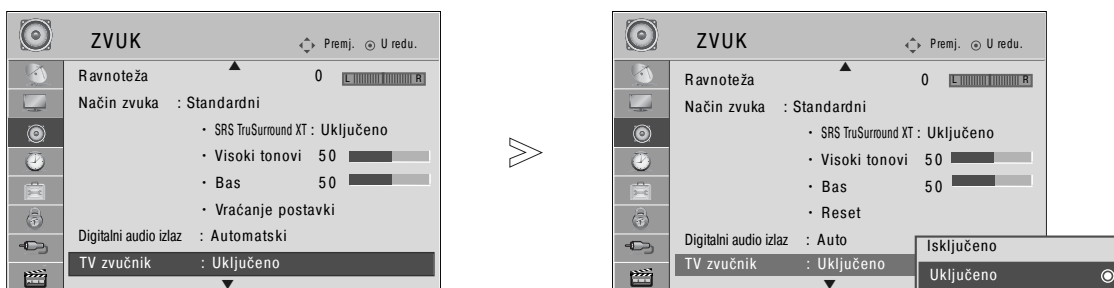 ZVUK Premj. U redu.
Ravnoteža 0 L R
Način zvuka : Standardni
• SRS TruSurround XT : Uključeno
• Visoki tonovi 50
• Bas 50
• Vraćanje postavki
Digitalni audio izlaz : Automatski
TV zvučnik : Uključeno
ZVUK Premj. U redu.
Ravnoteža 0 L R
Način zvuka : Standardni
• SRS TruSurround XT : Uključeno
• Visoki tonovi 50
• Bas 50
• Reset
Digitalni audio izlaz : Auto
TV zvučnik : Uključeno
Isključeno
Uključeno